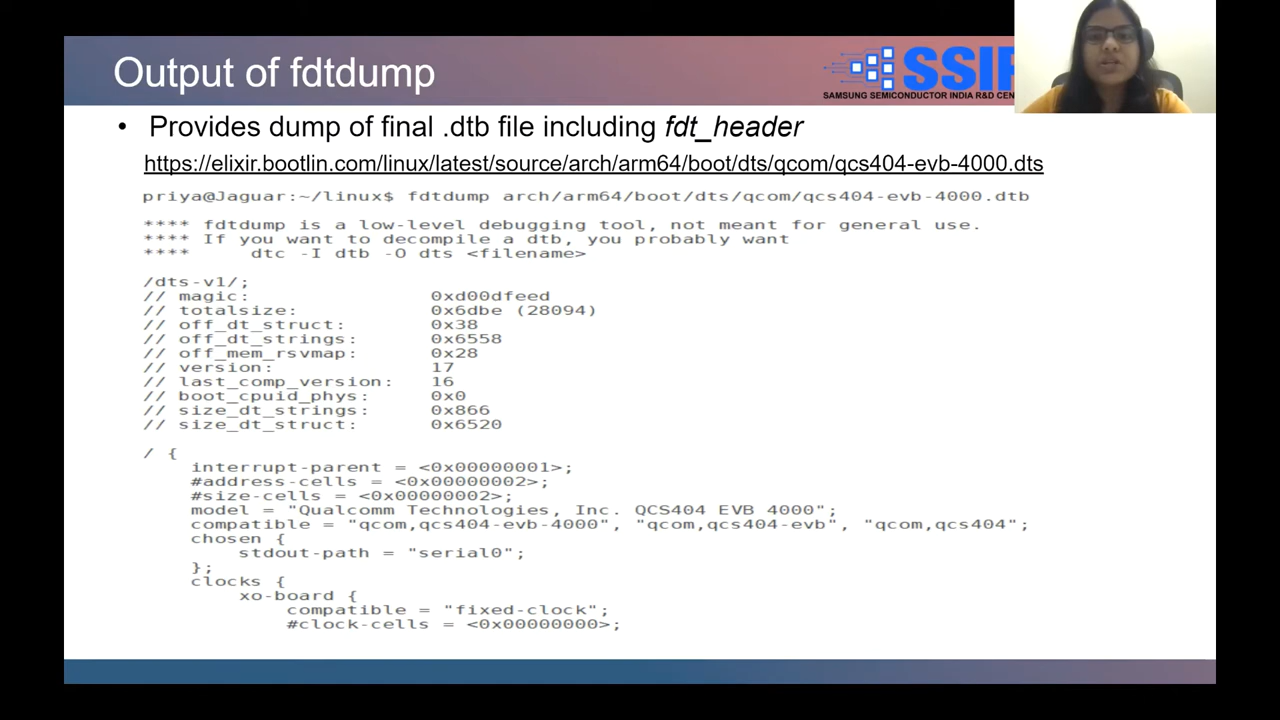 Output of fdtdump
SAMSUNG SEMICONDUCTOR INDIA R&D
• Provides dump of final .dtb file including fdt_header
https://elixir.bootlin.com/linux/latest/source/arch/arm64/boot/dts/qcom/qcs404-evb-4000.dts
priya@Jaguar:~/linux$ fdtdump arch/arm64/boot/dts/qcom/qcs404-evb-4000.dtb
**** fdtdump is a low-level debugging tool, not meant for general use.
**** If you want to decompile a dtb, you probably want
**** dtc -I dtb -O dts <filename>
/dts-v1/;
// magic: 0xd00dfeed
// totalsize: 0x6dbe (28094)
// off_dt_struct: 0x38
// off_dt_strings: 0x6558
// off_mem_rsvmap: 0x28
// version: 17
// last_comp_version: 16
// boot_cpuid_phys: 0x0
// size_dt_strings: 0x866
// size_dt_struct: 0x6520
/ {
interrupt-parent = <0x00000001>;
#address-cells = <0x00000002>;
#size-cells = <0x00000002>;
model = "Qualcomm Technologies, Inc. QCS404 EVB 4000";
compatible = "qcom,qcs404-evb-4000", "qcom,qcs404-evb", "qcom,qcs404";
chosen {
stdout-path = "serial0";
};
clocks {
xo-board {
compatible = "fixed-clock";
#clock-cells = <0x00000000>;